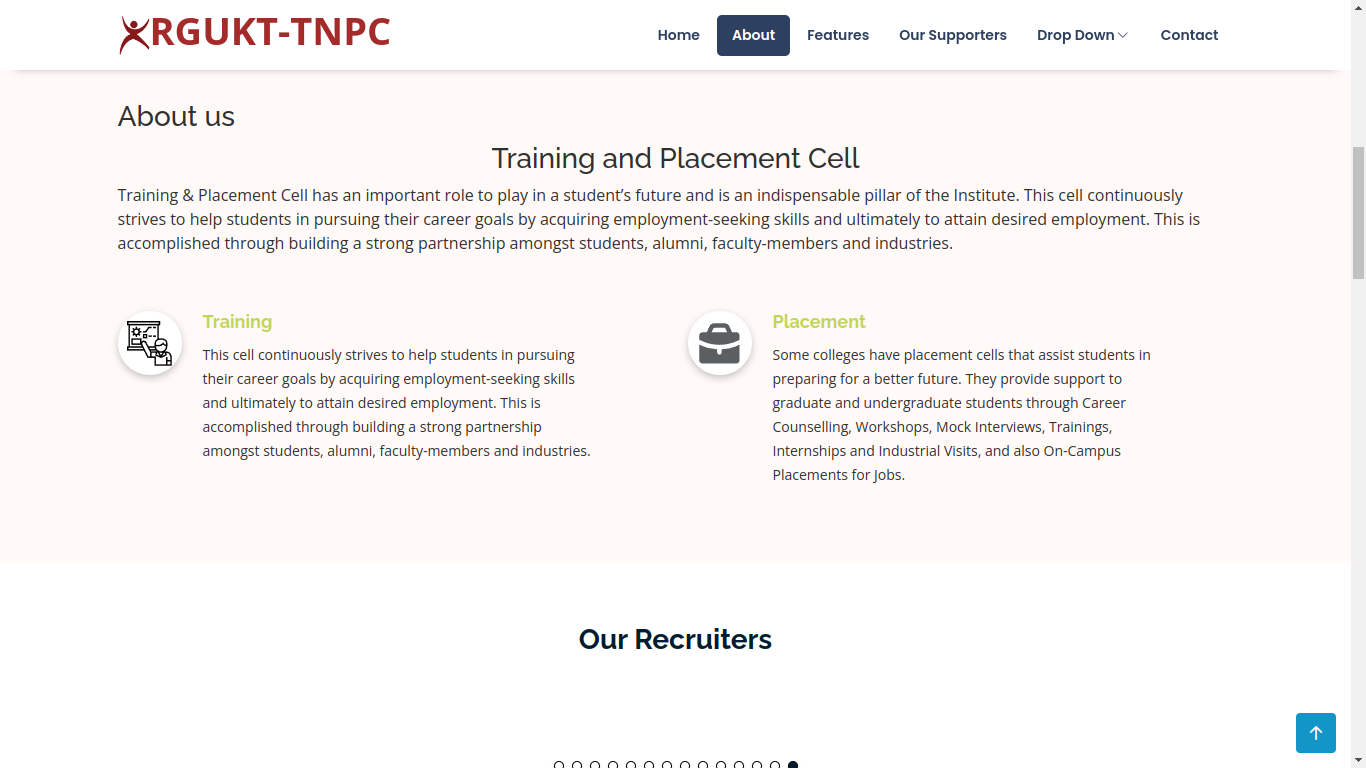 RGUKT-TNPC
Home About Features Our Supporters Drop Down Contact
About us
Training and Placement Cell
Training & Placement Cell has an important role to play in a student’s future and is an indispensable pillar of the Institute. This cell continuously
strives to help students in pursuing their career goals by acquiring employment-seeking skills and ultimately to attain desired employment. This is
accomplished through building a strong partnership amongst students, alumni, faculty-members and industries.
Training
This cell continuously strives to help students in pursuing
their career goals by acquiring employment-seeking skills
and ultimately to attain desired employment. This is
accomplished through building a strong partnership
amongst students, alumni, faculty-members and industries.
Placement
Some colleges have placement cells that assist students in
preparing for a better future. They provide support to
graduate and undergraduate students through Career
Counselling, Workshops, Mock Interviews, Trainings,
Internships and Industrial Visits, and also On-Campus
Placements for Jobs.
Our Recruiters